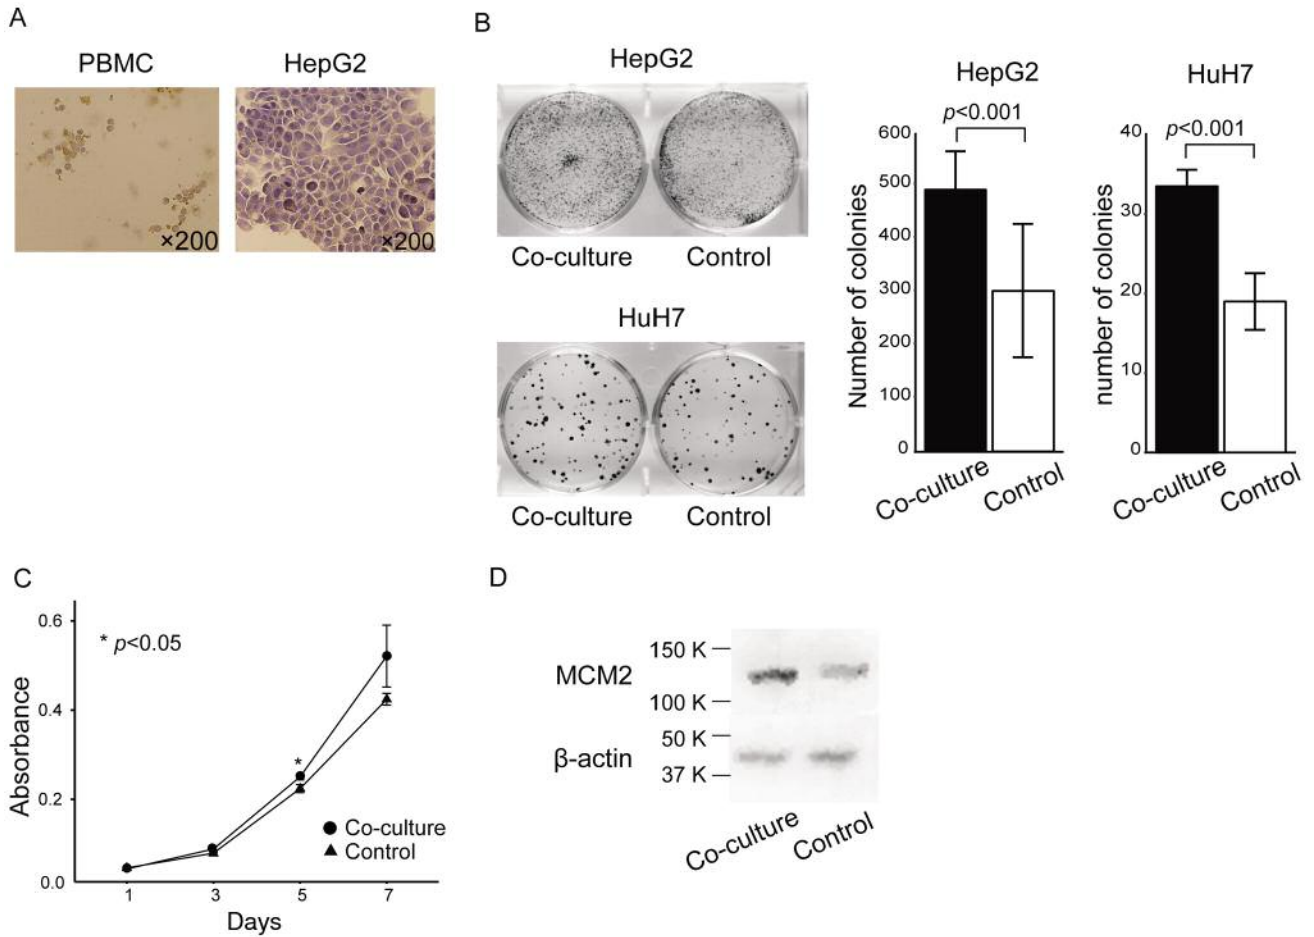 A
PBMC
HepG2
×200
×200
B
HepG2
Co-culture
Control
HuH7
Co-culture
Control
HepG2
p<0.001
Number of colonies
600
500
400
300
200
100
0
Co-culture
Control
HuH7
p<0.001
number of colonies
40
30
20
10
0
Co-culture
Control
C
* p<0.05
Absorbance
0.6
0.4
0.2
0.0
*
Co-culture
Control
1
3
5
7
Days
D
MCM2
150 K
100 K
β-actin
50 K
37 K
Co-culture
Control